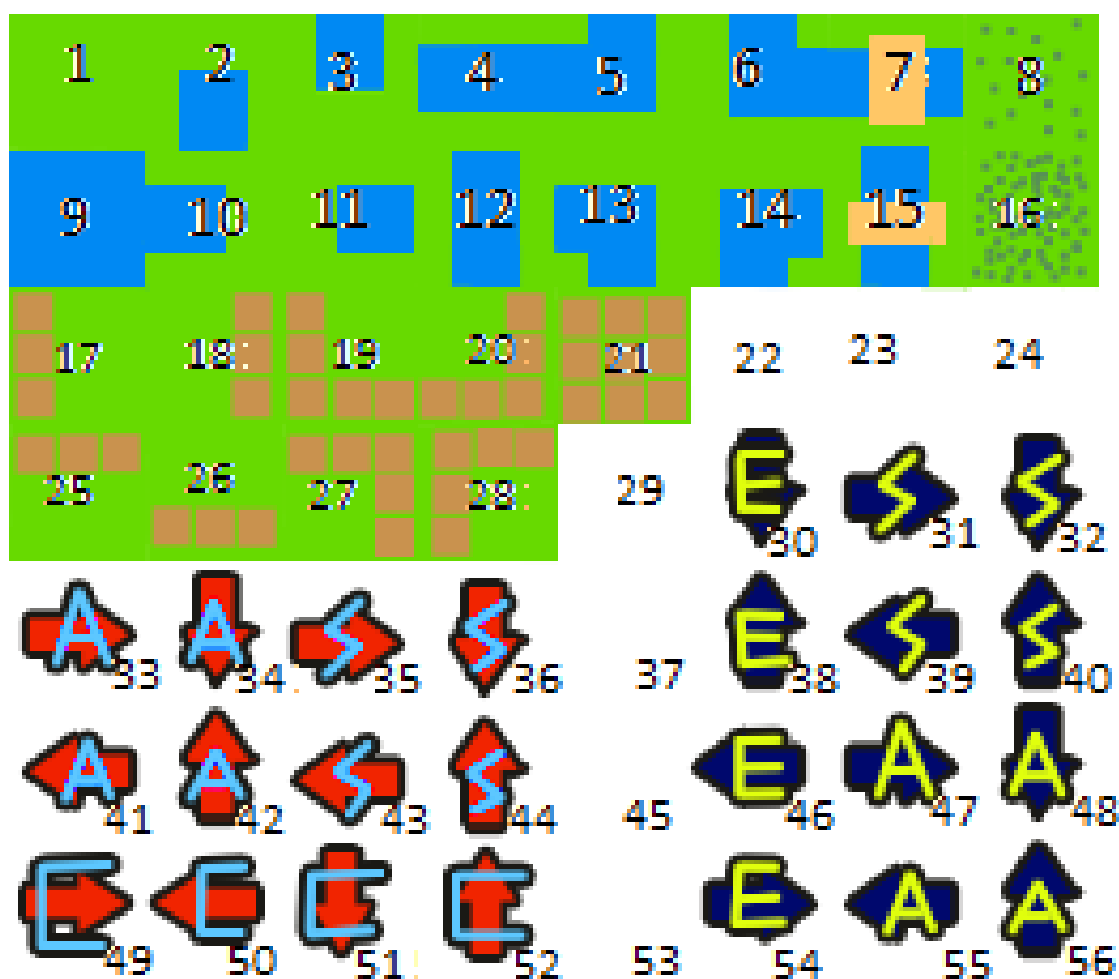 1 2 3 4 5 6 7 8
9 10 11 12 13 14 15 16
17 18 19 20 21 22 23 24
25 26 27 28 29 E S S
30 31 32
A A S S E S S
33 34 35 36 37 38 39 40
A A S S E A A
41 42 43 44 45 46 47 48
C C C C E A A
49 50 51 52 53 54 55 56